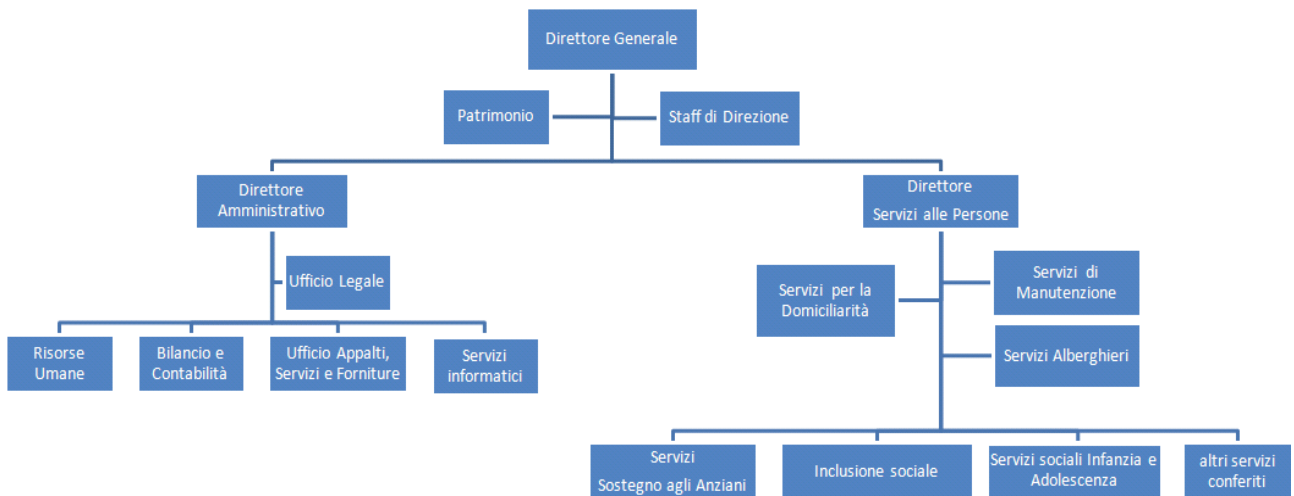 Direttore Generale
Patrimonio
Staff di Direzione
Direttore
Amministrativo
Direttore
Servizi alle Persone
Ufficio Legale
Servizi per la
Domiciliarità
Servizi di
Manutenzione
Servizi Alberghieri
Risorse
Umane
Bilancio e
Contabilità
Ufficio Appalti,
Servizi e Forniture
Servizi
informatici
Servizi
Sostegno agli Anziani
Inclusione sociale
Servizi sociali Infanzia e
Adolescenza
altri servizi
conferiti